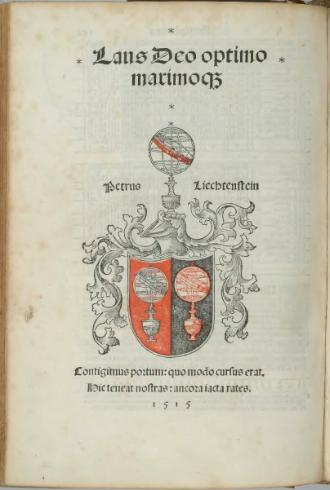 Laus Deo optimo
maximoqꝫ
Petrus Liechtenstein
Contigimus portum: quo modo cursus erat.
Hic teneat nostras: ancora iacta rates.
1515